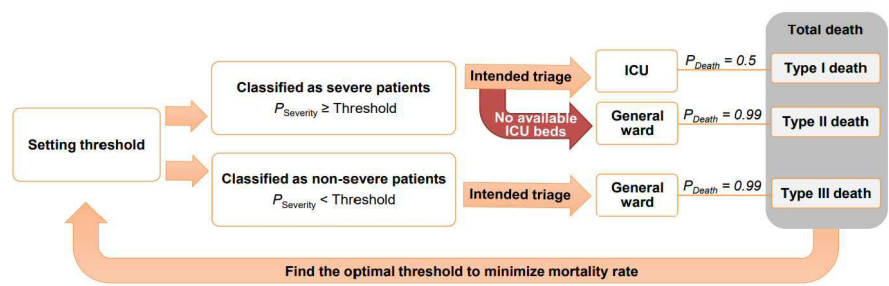 Total death
Setting threshold
Classified as severe patients
PSeverity ≥ Threshold
Intended triage
No available
ICU beds
ICU
PDeath = 0.5
Type I death
General
ward
PDeath = 0.99
Type II death
Classified as non-severe patients
PSeverity < Threshold
Intended triage
General
ward
PDeath = 0.99
Type III death
Find the optimal threshold to minimize mortality rate